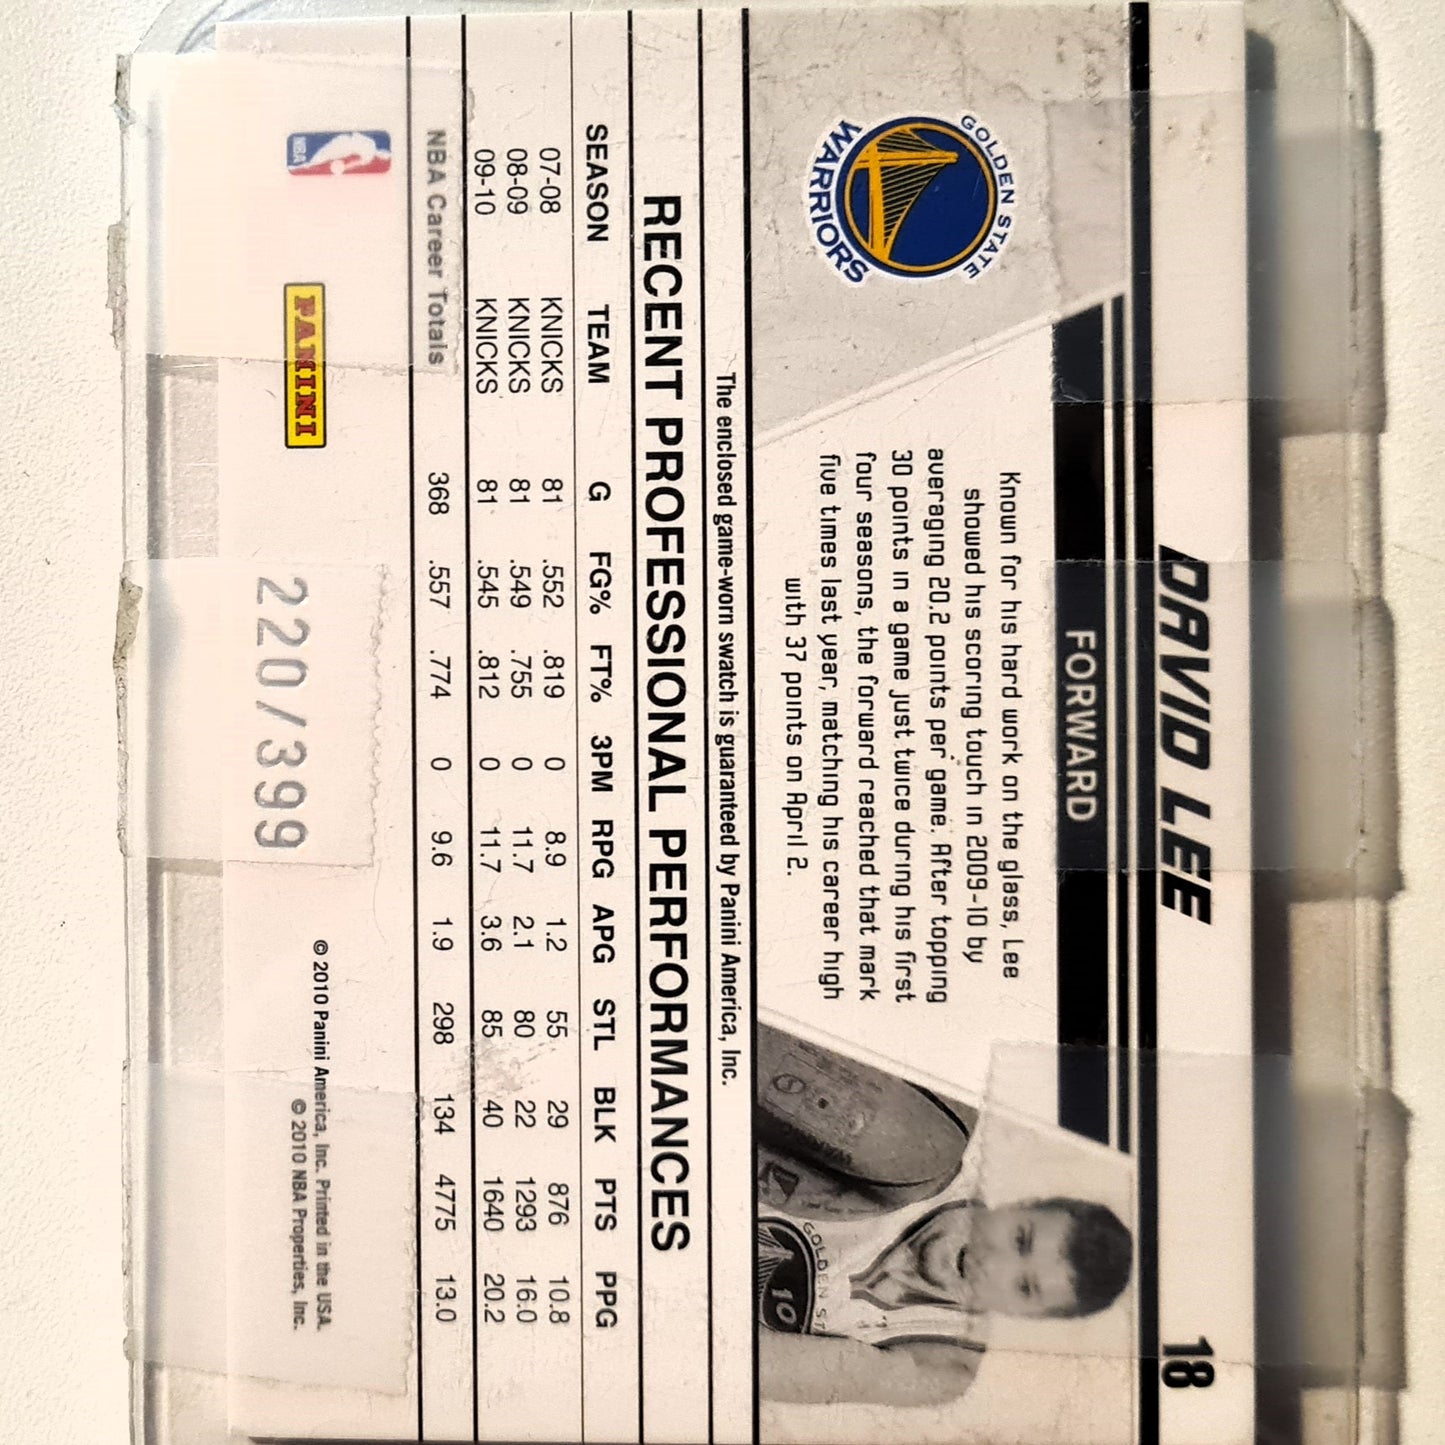 DAVID LEE
18
FORWARD
GOLDEN STATE
WARRIORS
Known for his hard work on the glass, Lee
showed his scoring touch in 2009-10 by
averaging 20.2 points per game. After topping
30 points in a game just twice during his first
four seasons, the forward reached that mark
five times last year, matching his career high
with 37 points on April 2.
GOLDEN ST
10
The enclosed game-worn swatch is guaranteed by Panini America, Inc.
RECENT PROFESSIONAL PERFORMANCES
SEASON TEAM G FG% FT% 3PM RPG APG STL BLK PTS PPG
07-08 KNICKS 81 .552 .819 0 8.9 1.2 55 29 876 10.8
08-09 KNICKS 81 .549 .755 0 11.7 2.1 80 22 1293 16.0
09-10 KNICKS 81 .545 .812 0 11.7 3.6 85 40 1640 20.2
NBA Career Totals 368 .557 .774 0 9.6 1.9 298 134 4775 13.0
NBA
PANINI
220/399
© 2010 Panini America, Inc. Printed in the USA.
© 2010 NBA Properties, Inc.